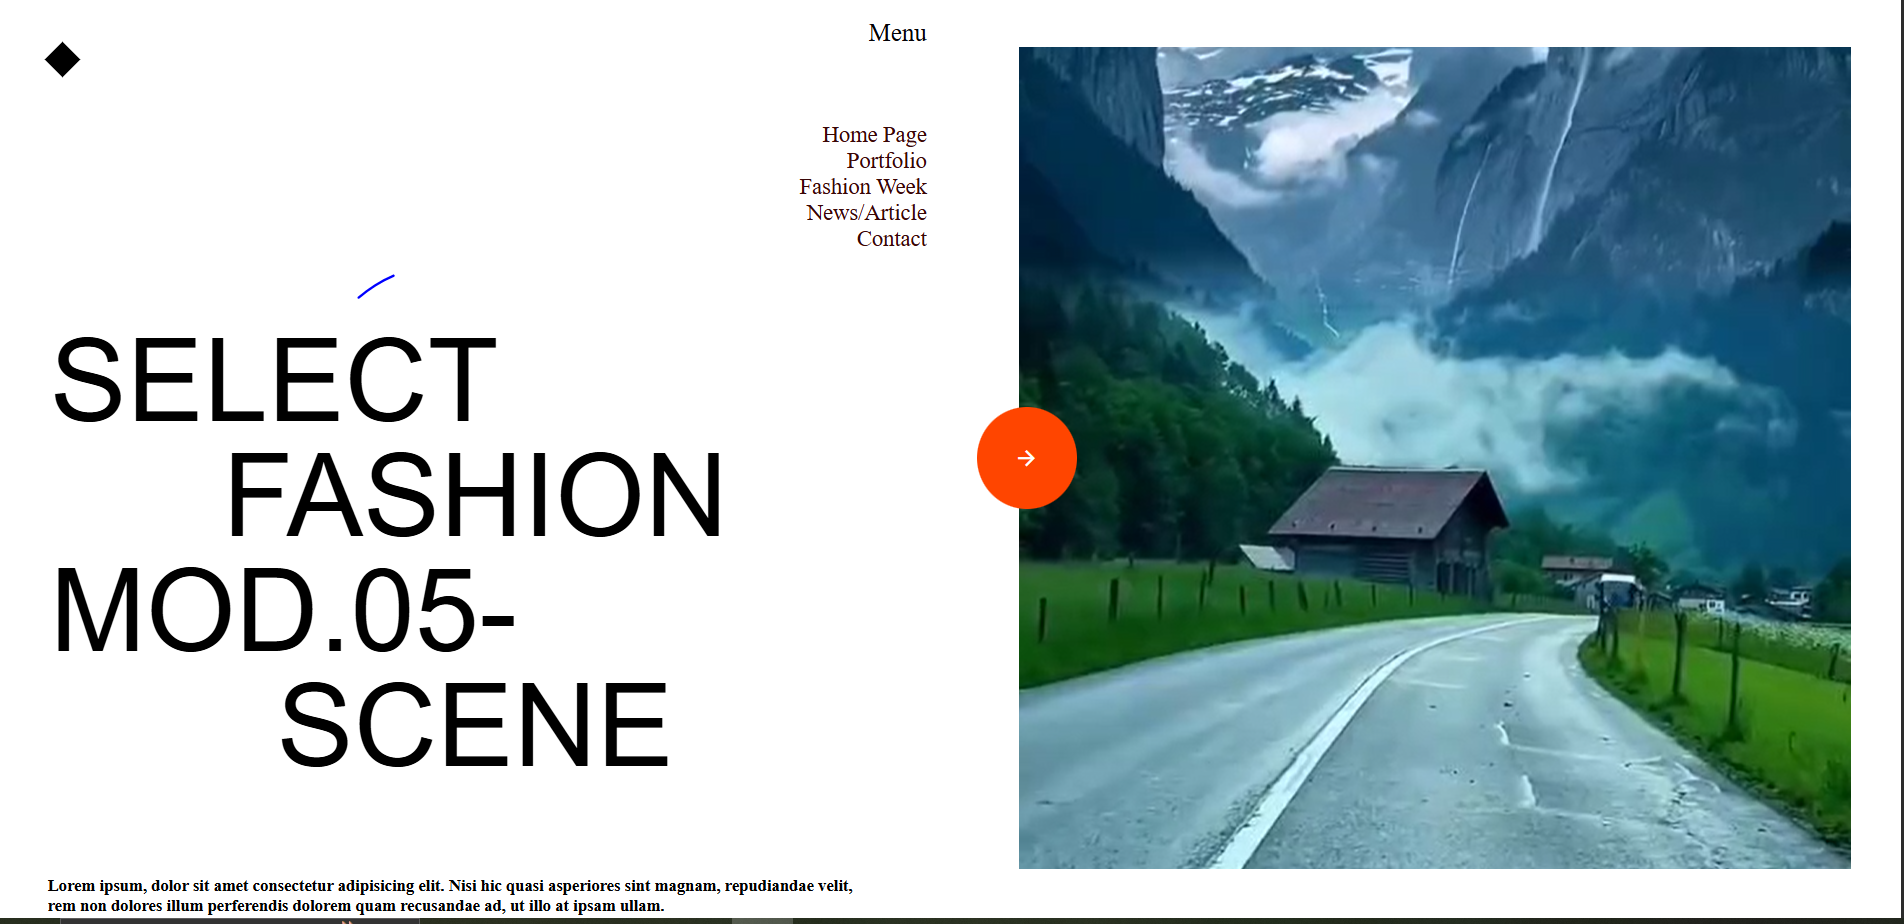 Menu
Home Page
Portfolio
Fashion Week
News/Article
Contact
SELECT
FASHION
MOD.05-
SCENE
Lorem ipsum, dolor sit amet consectetur adipisicing elit. Nisi hic quasi asperiores sint magnam, repudiandae velit,
rem non dolores illum perferendis dolorem quam recusandae ad, ut illo at ipsam ullam.